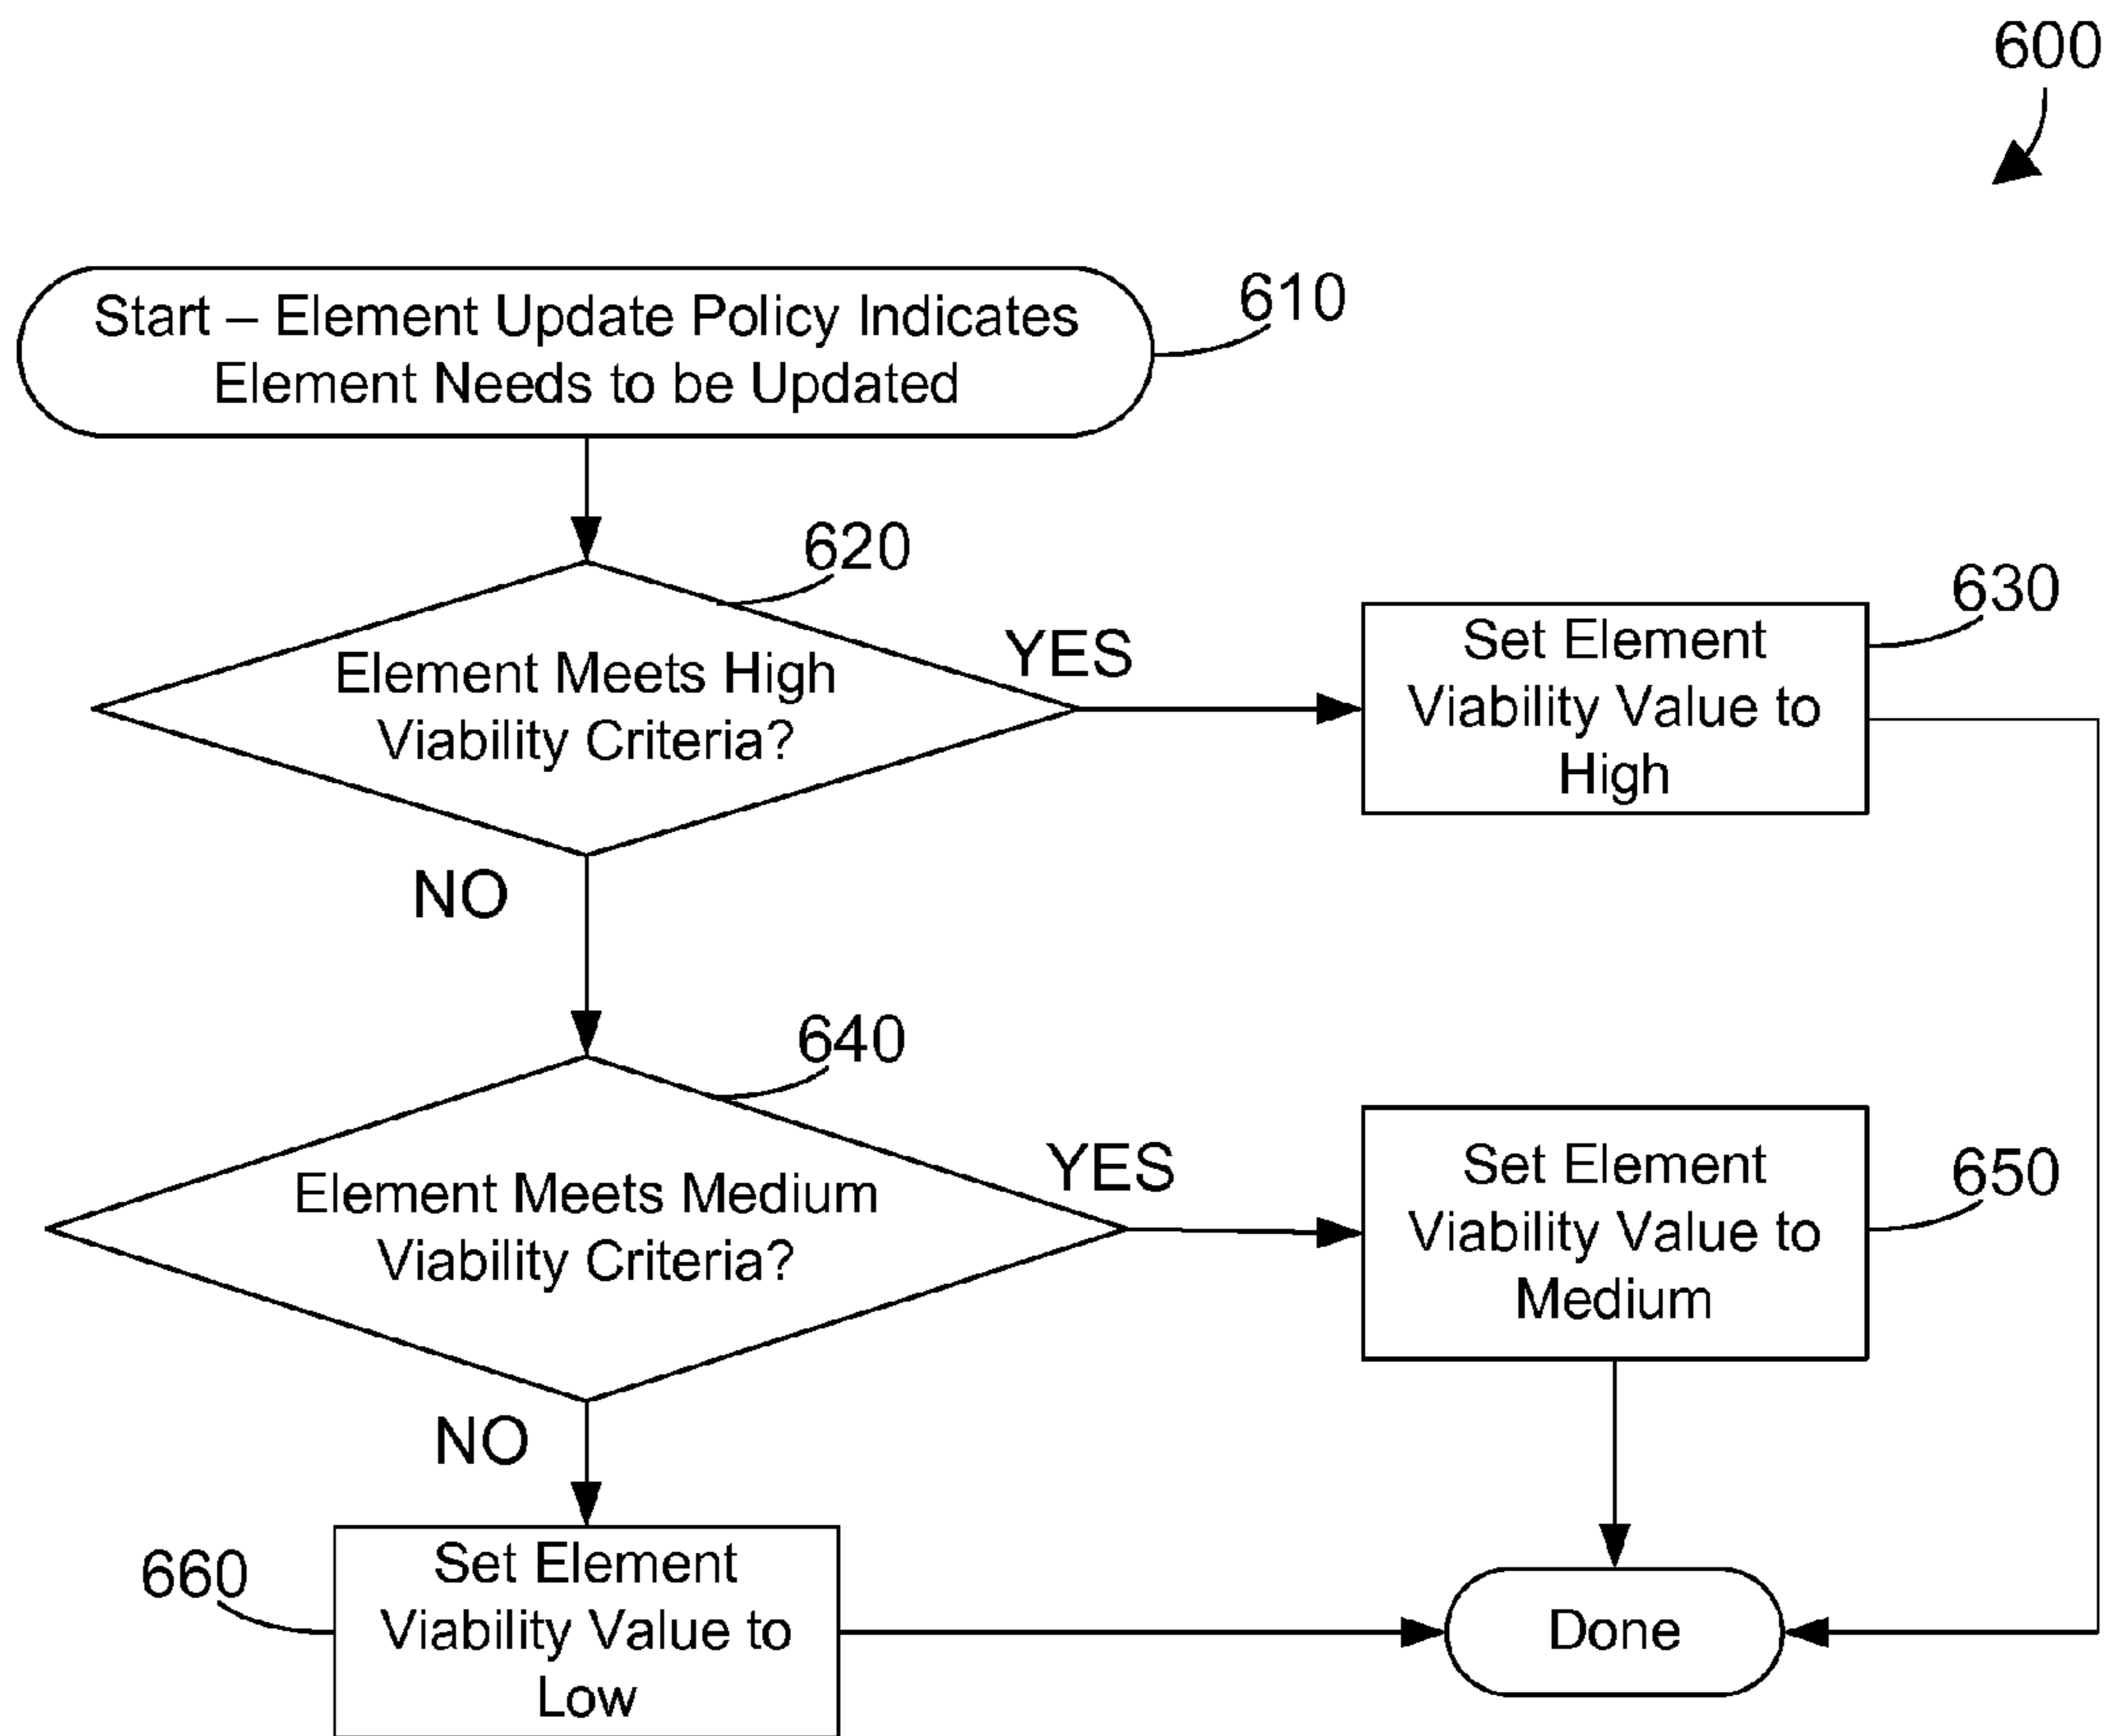 600
Start – Element Update Policy Indicates
Element Needs to be Updated
610
620
Element Meets High
Viability Criteria?
YES
630
Set Element
Viability Value to
High
NO
640
Element Meets Medium
Viability Criteria?
YES
650
Set Element
Viability Value to
Medium
NO
660
Set Element
Viability Value to
Low
Done